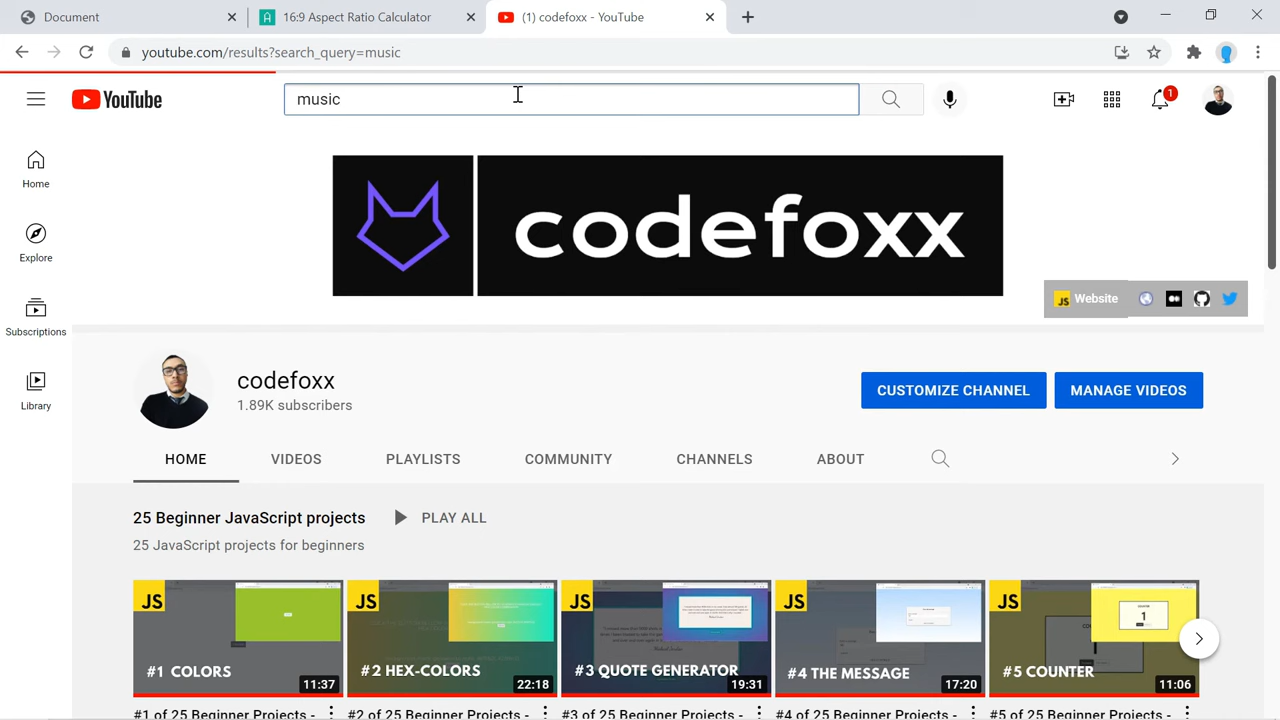 Document
16:9 Aspect Ratio Calculator
(1) codefoxx - YouTube
youtube.com/results?search_query=music
YouTube
music
1
Home
Explore
Subscriptions
Library
codefoxx
JS Website
codefoxx
1.89K subscribers
CUSTOMIZE CHANNEL
MANAGE VIDEOS
HOME VIDEOS PLAYLISTS COMMUNITY CHANNELS ABOUT
25 Beginner JavaScript projects PLAY ALL
25 JavaScript projects for beginners
JS
#1 COLORS
11:37
JS
#2 HEX-COLORS
22:18
JS
#3 QUOTE GENERATOR
19:31
JS
#4 THE MESSAGE
17:20
JS
1
#5 COUNTER
11:06
#1 of 25 Beginner Projects -
#2 of 25 Beginner Projects -
#3 of 25 Beginner Projects -
#4 of 25 Beginner Projects -
#5 of 25 Beginner Projects -